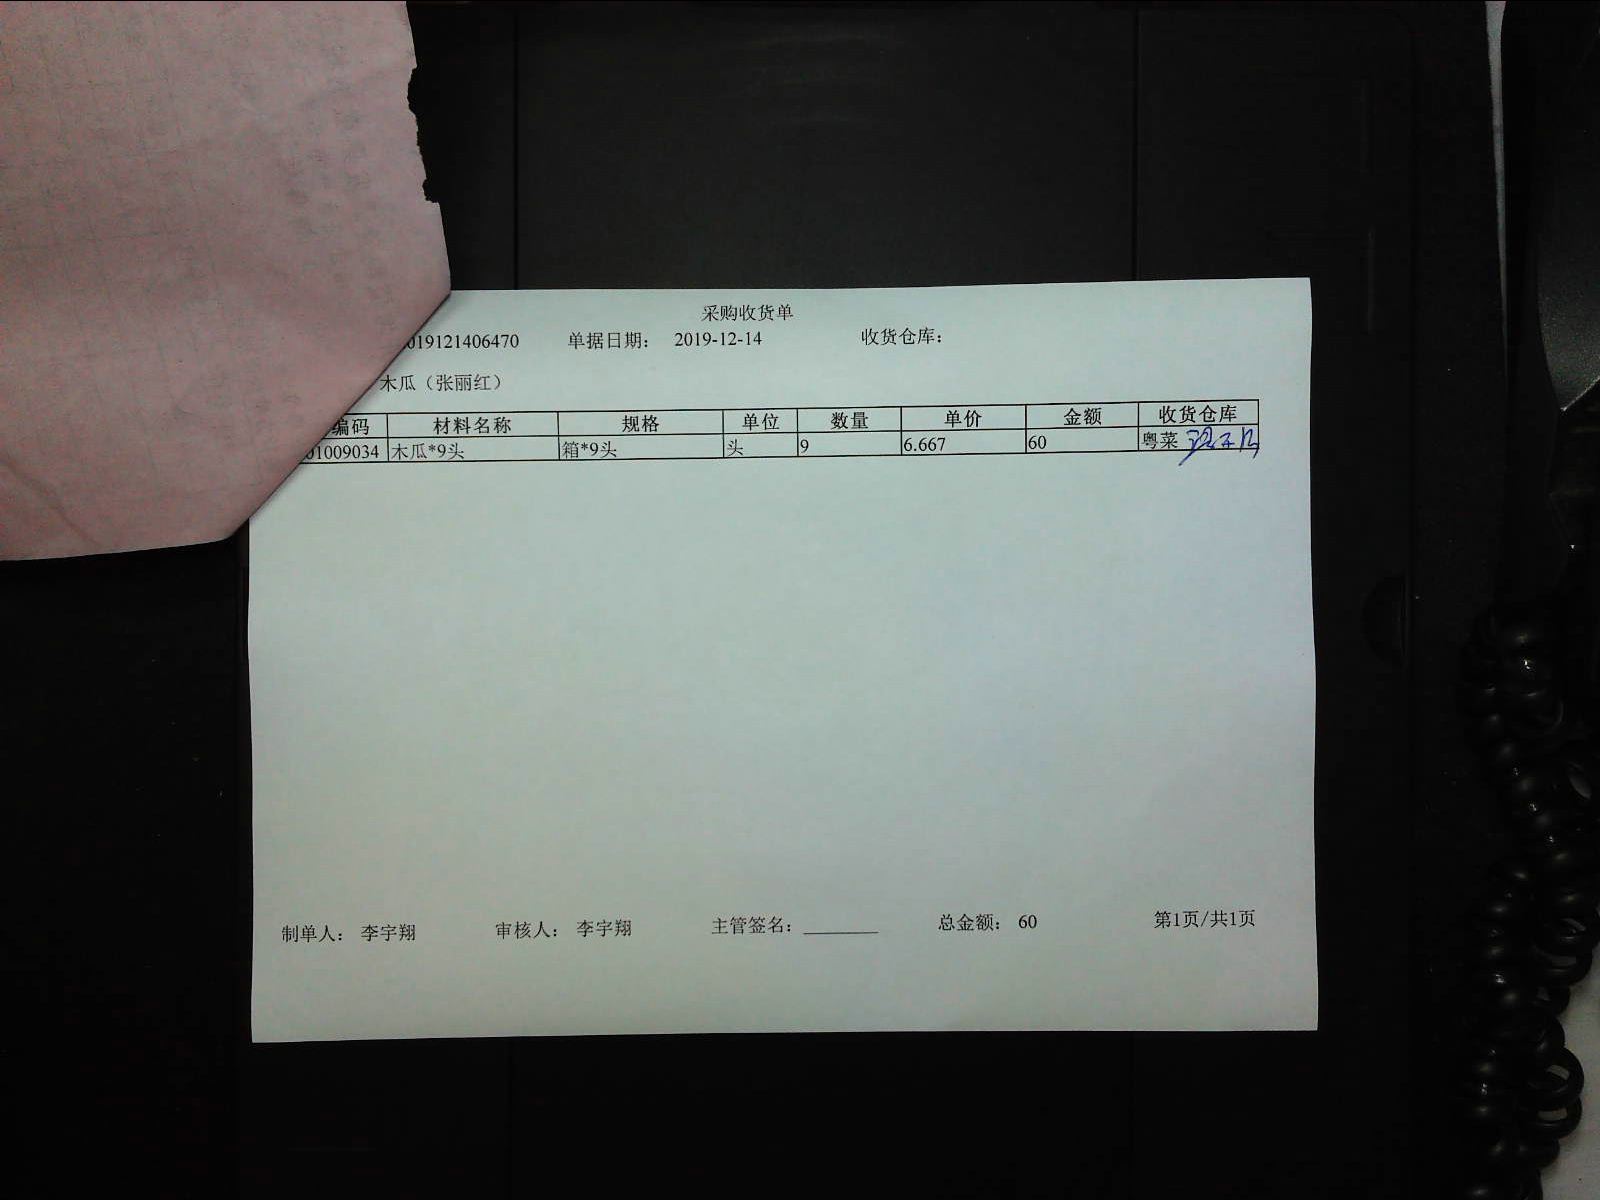 采购收货单
019121406470 单据日期： 2019-12-14 收货仓库：
木瓜（张丽红）
编码 材料名称 规格 单位 数量 单价 金额 收货仓库
01009034 木瓜*9头 箱*9头 头 9 6.667 60 粤菜
制单人： 李宇翔 审核人： 李宇翔 主管签名： 总金额： 60 第1页/共1页